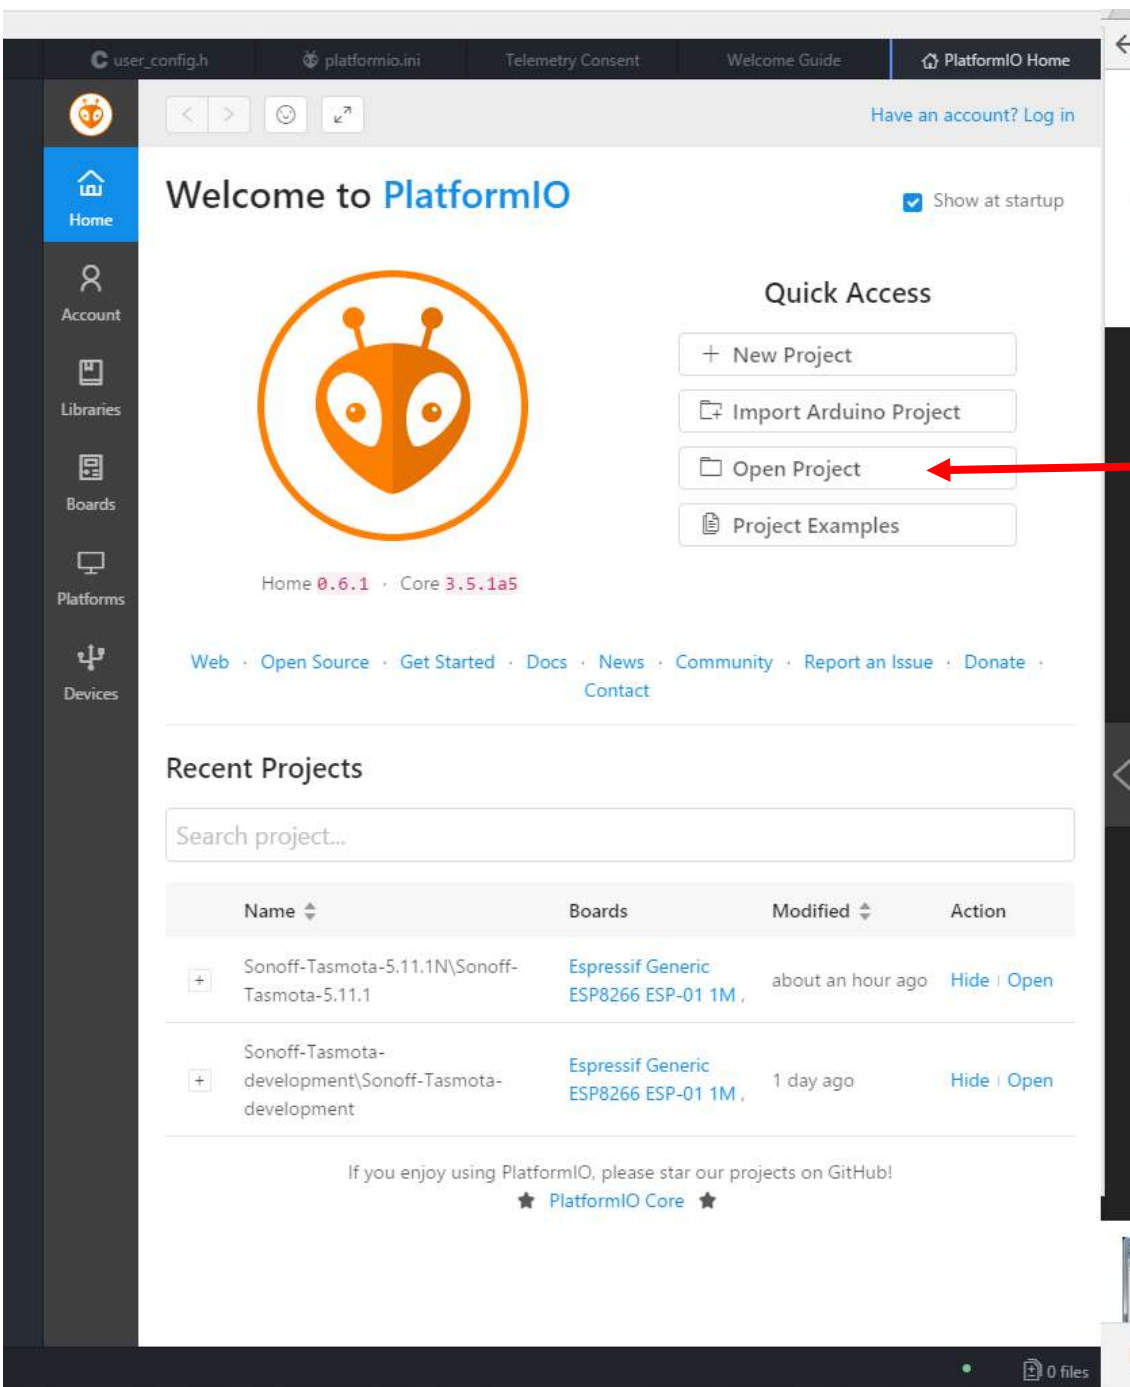 user_config.h platformio.ini Telemetry Consent Welcome Guide PlatformIO Home
Have an account? Log in
Home
Account
Libraries
Boards
Platforms
Devices
Welcome to PlatformIO
Show at startup
Quick Access
New Project
Import Arduino Project
Open Project
Project Examples
Home 0.6.1 · Core 3.5.1a5
Web · Open Source · Get Started · Docs · News · Community · Report an Issue · Donate ·
Contact
Recent Projects
Search project...
Name Boards Modified Action
Sonoff-Tasmota-5.11.1N\Sonoff-
Tasmota-5.11.1
Espressif Generic
ESP8266 ESP-01 1M ,
about an hour ago
Hide Open
Sonoff-Tasmota-
development\Sonoff-Tasmota-
development
Espressif Generic
ESP8266 ESP-01 1M ,
1 day ago
Hide Open
If you enjoy using PlatformIO, please star our projects on GitHub!
★ PlatformIO Core ★
0 files